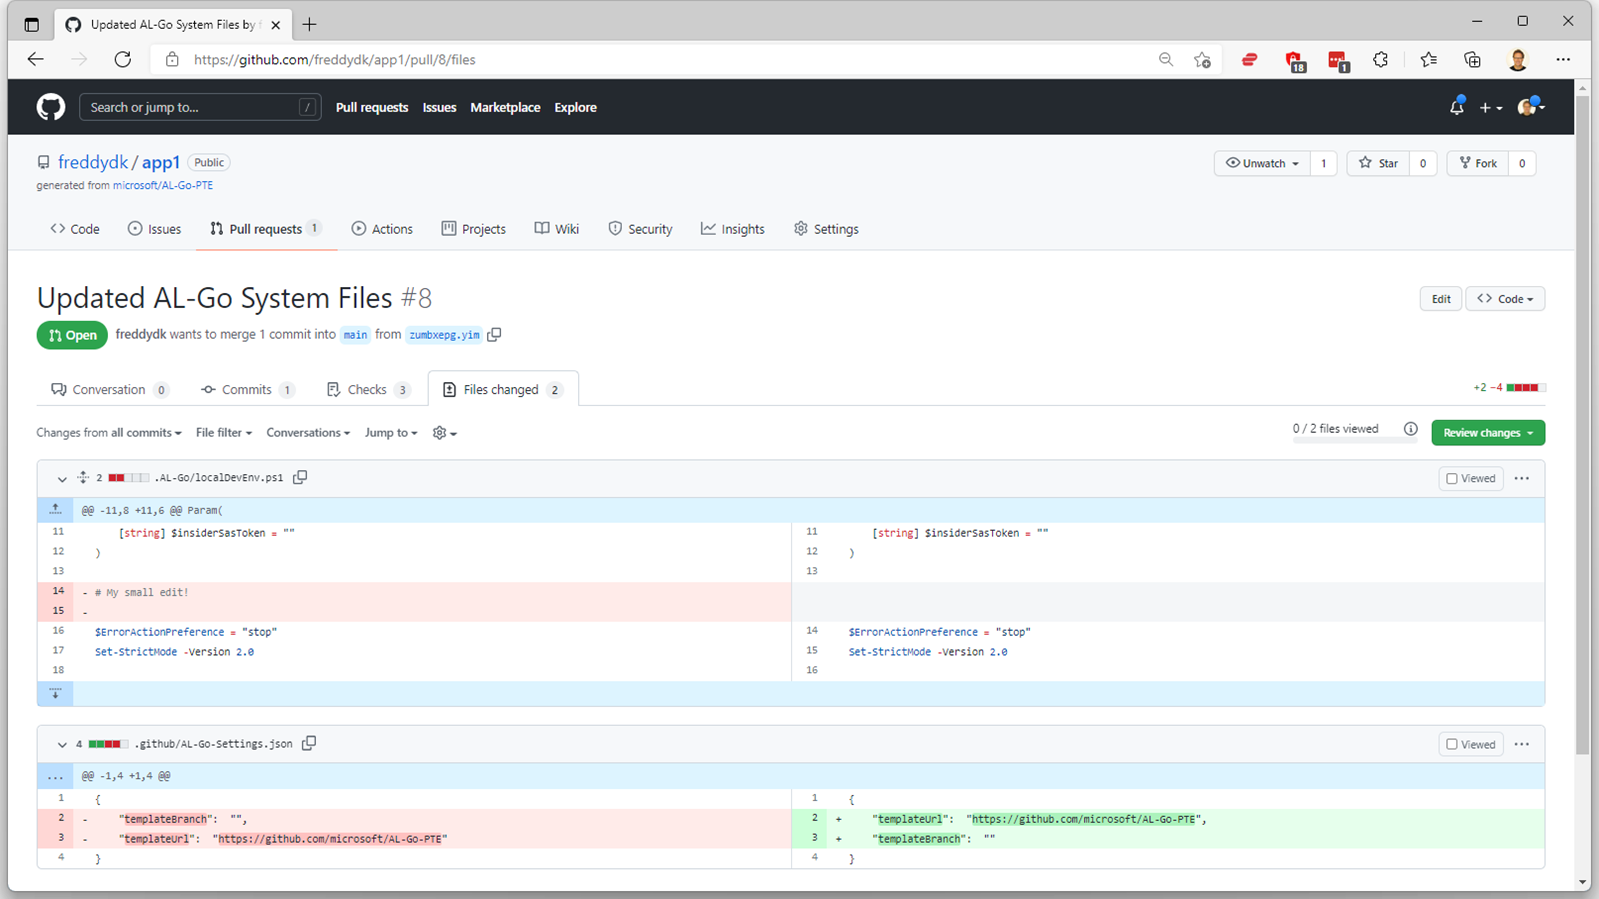 Updated AL-Go System Files by f
https://github.com/freddydk/app1/pull/8/files
18
1
Search or jump to... /
Pull requests Issues Marketplace Explore
freddydk / app1 Public
Unwatch 1 Star 0 Fork 0
generated from microsoft/AL-Go-PTE
Code Issues Pull requests 1 Actions Projects Wiki Security Insights Settings
Updated AL-Go System Files #8
Edit Code
Open freddydk wants to merge 1 commit into main from zumbxepg.yim
Conversation 0 Commits 1 Checks 3 Files changed 2
+2 −4
Changes from all commits File filter Conversations Jump to
0 / 2 files viewed Review changes
2 .AL-Go/localDevEnv.ps1 Viewed
@@ -11,8 +11,6 @@ Param(
11 [string] $insiderSasToken = "" 11 [string] $insiderSasToken = ""
12 ) 12 )
13 13
14 - # My small edit!
15 -
16 $ErrorActionPreference = "stop" 14 $ErrorActionPreference = "stop"
17 Set-StrictMode -Version 2.0 15 Set-StrictMode -Version 2.0
18 16
4 .github/AL-Go-Settings.json Viewed
@@ -1,4 +1,4 @@
1 { 1 {
2 - "templateBranch": "", 2 + "templateUrl": "https://github.com/microsoft/AL-Go-PTE",
3 - "templateUrl": "https://github.com/microsoft/AL-Go-PTE" 3 + "templateBranch": ""
4 } 4 }